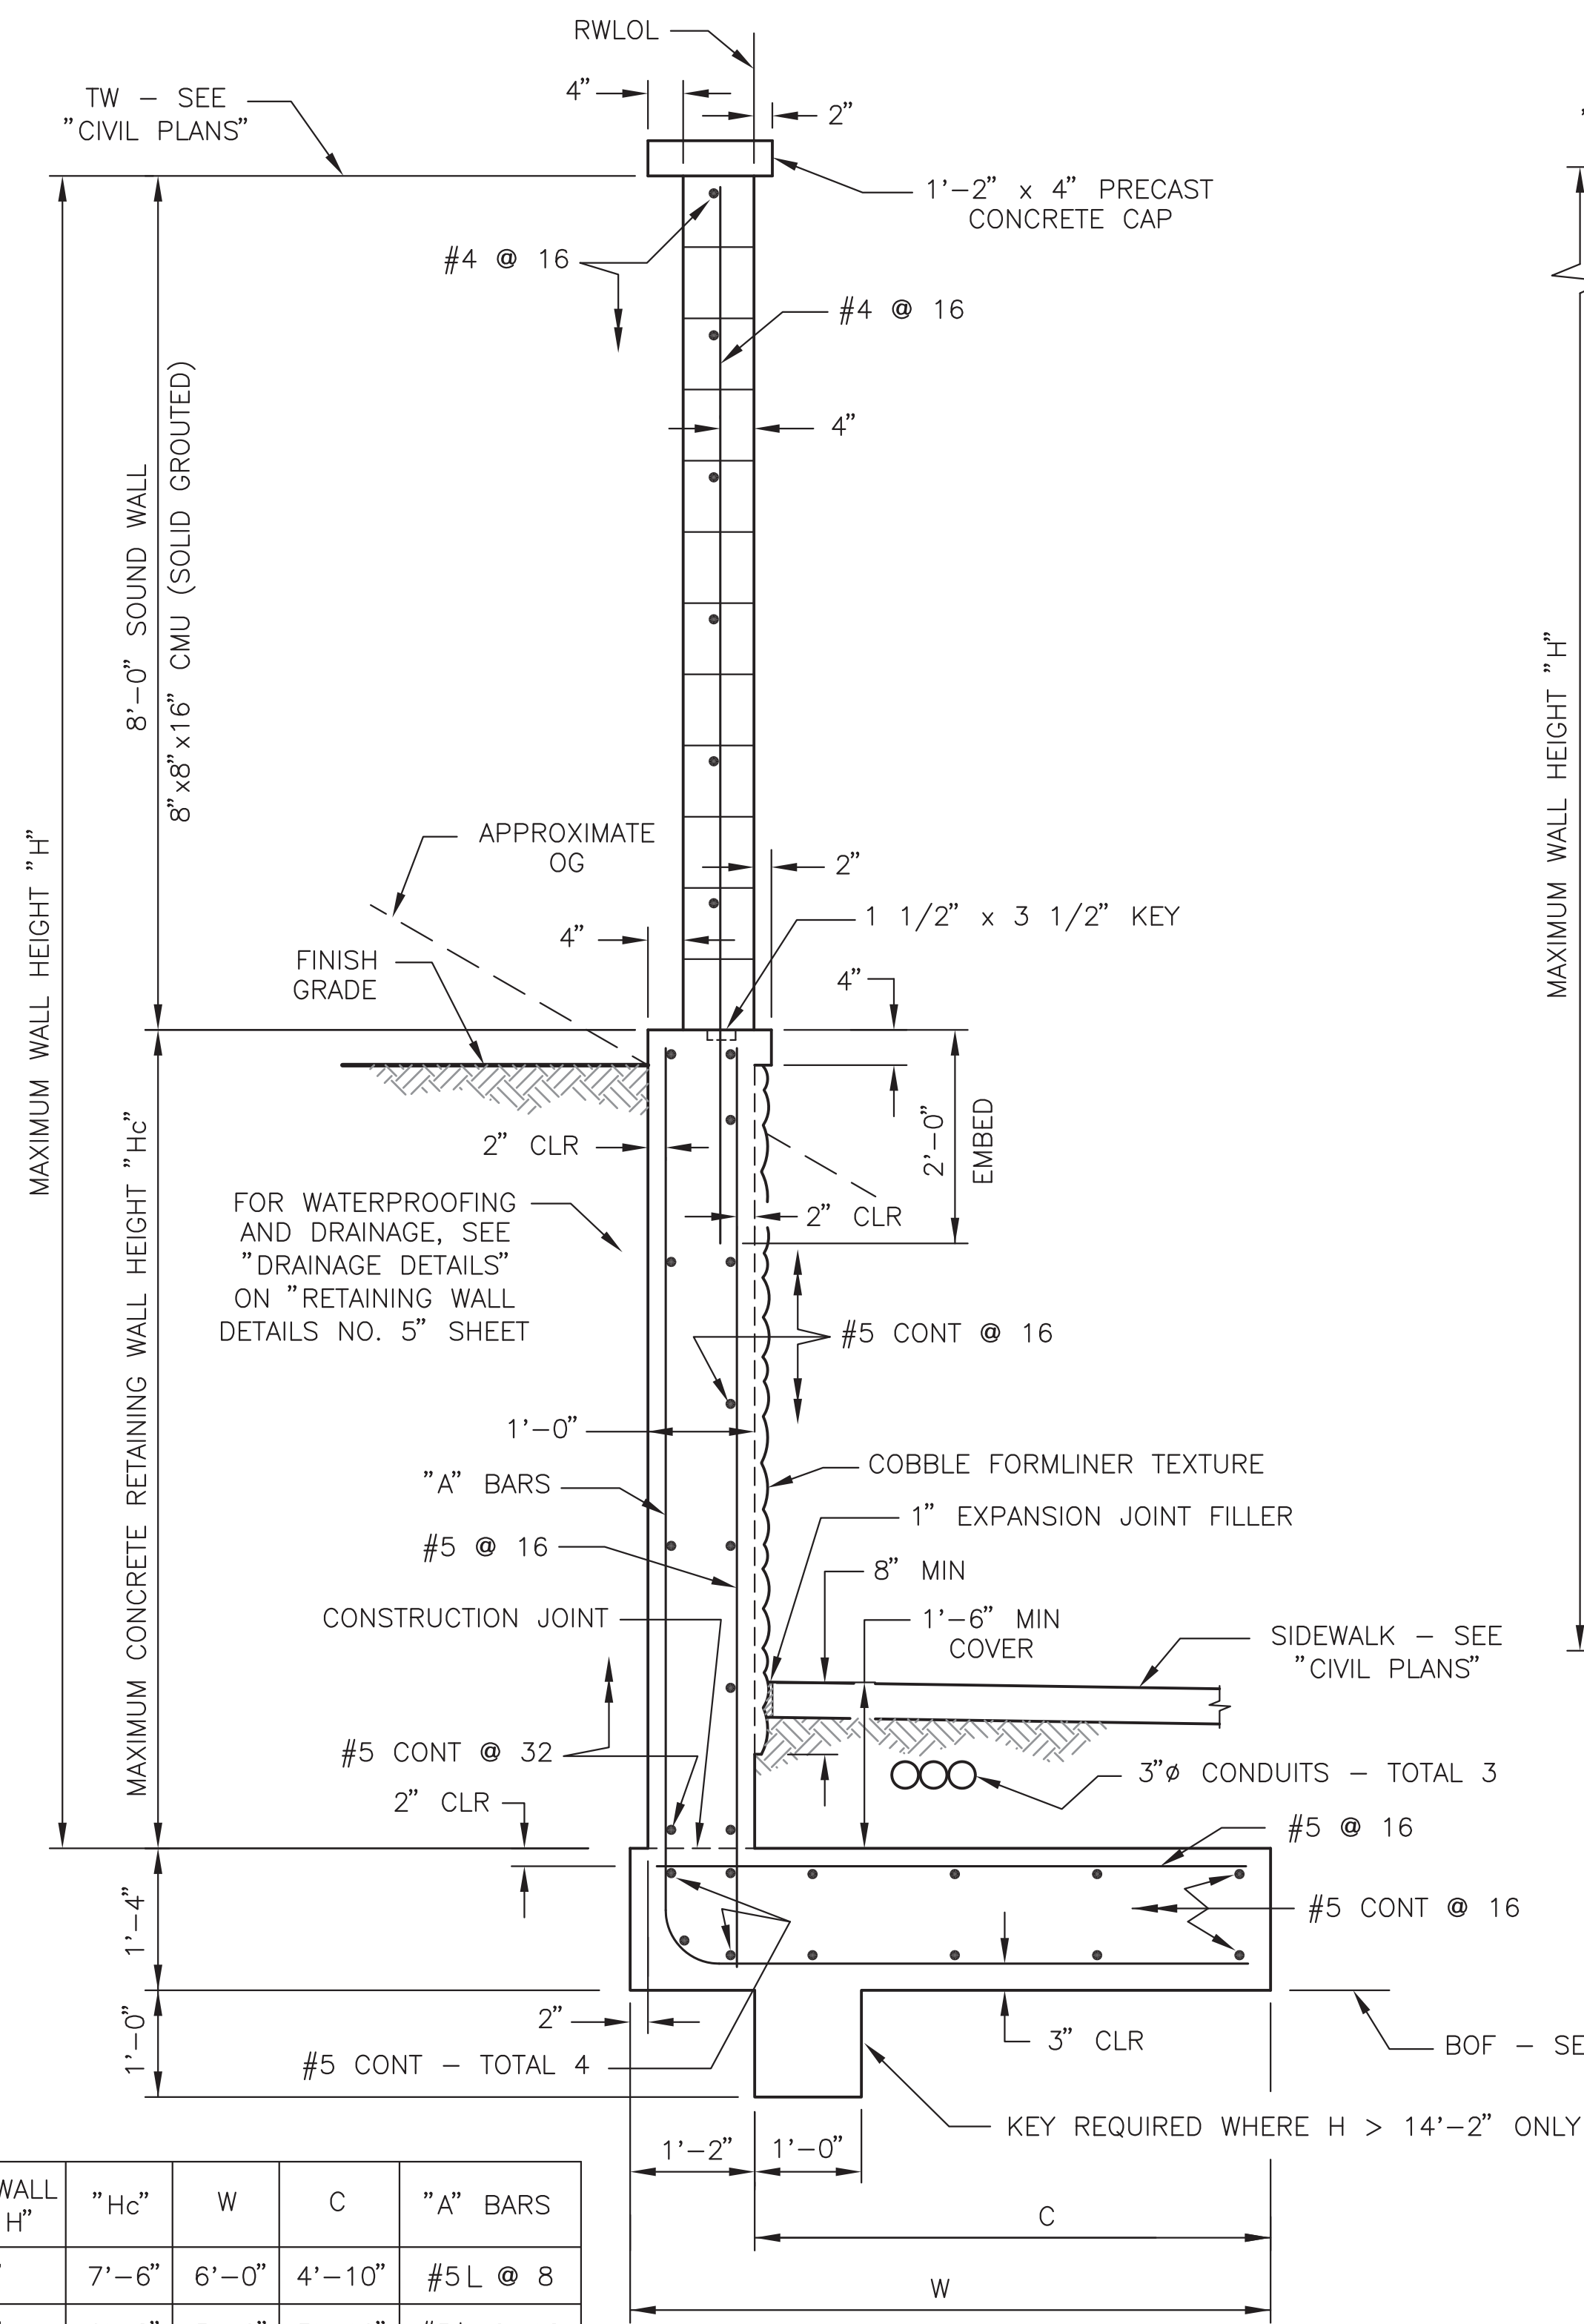 RWLOL
TW – SEE
"CIVIL PLANS"
4"
2"
1'–2" x 4" PRECAST
CONCRETE CAP
#4 @ 16
#4 @ 16
4"
8'–0" SOUND WALL
8"x8"x16" CMU (SOLID GROUTED)
MAXIMUM WALL HEIGHT "H"
MAXIMUM WALL HEIGHT "H"
APPROXIMATE
OG
2"
1 1/2" x 3 1/2" KEY
4"
FINISH
GRADE
4"
2'–0"
EMBED
2" CLR
2" CLR
FOR WATERPROOFING
AND DRAINAGE, SEE
"DRAINAGE DETAILS"
ON "RETAINING WALL
DETAILS NO. 5" SHEET
MAXIMUM CONCRETE RETAINING WALL HEIGHT "Hc"
#5 CONT @ 16
1'–0"
COBBLE FORMLINER TEXTURE
"A" BARS
1" EXPANSION JOINT FILLER
#5 @ 16
8" MIN
CONSTRUCTION JOINT
1'–6" MIN
COVER
SIDEWALK – SEE
"CIVIL PLANS"
#5 CONT @ 32
3"ø CONDUITS – TOTAL 3
2" CLR
#5 @ 16
#5 CONT @ 16
1'–4"
1'–0"
2"
3" CLR
BOF –
#5 CONT – TOTAL 4
KEY REQUIRED WHERE H > 14'–2" ONLY
1'–2"
1'–0"
C
W
WALL
H"
"Hc"
W
C
"A" BARS
7'–6"
6'–0"
4'–10"
#5L @ 8